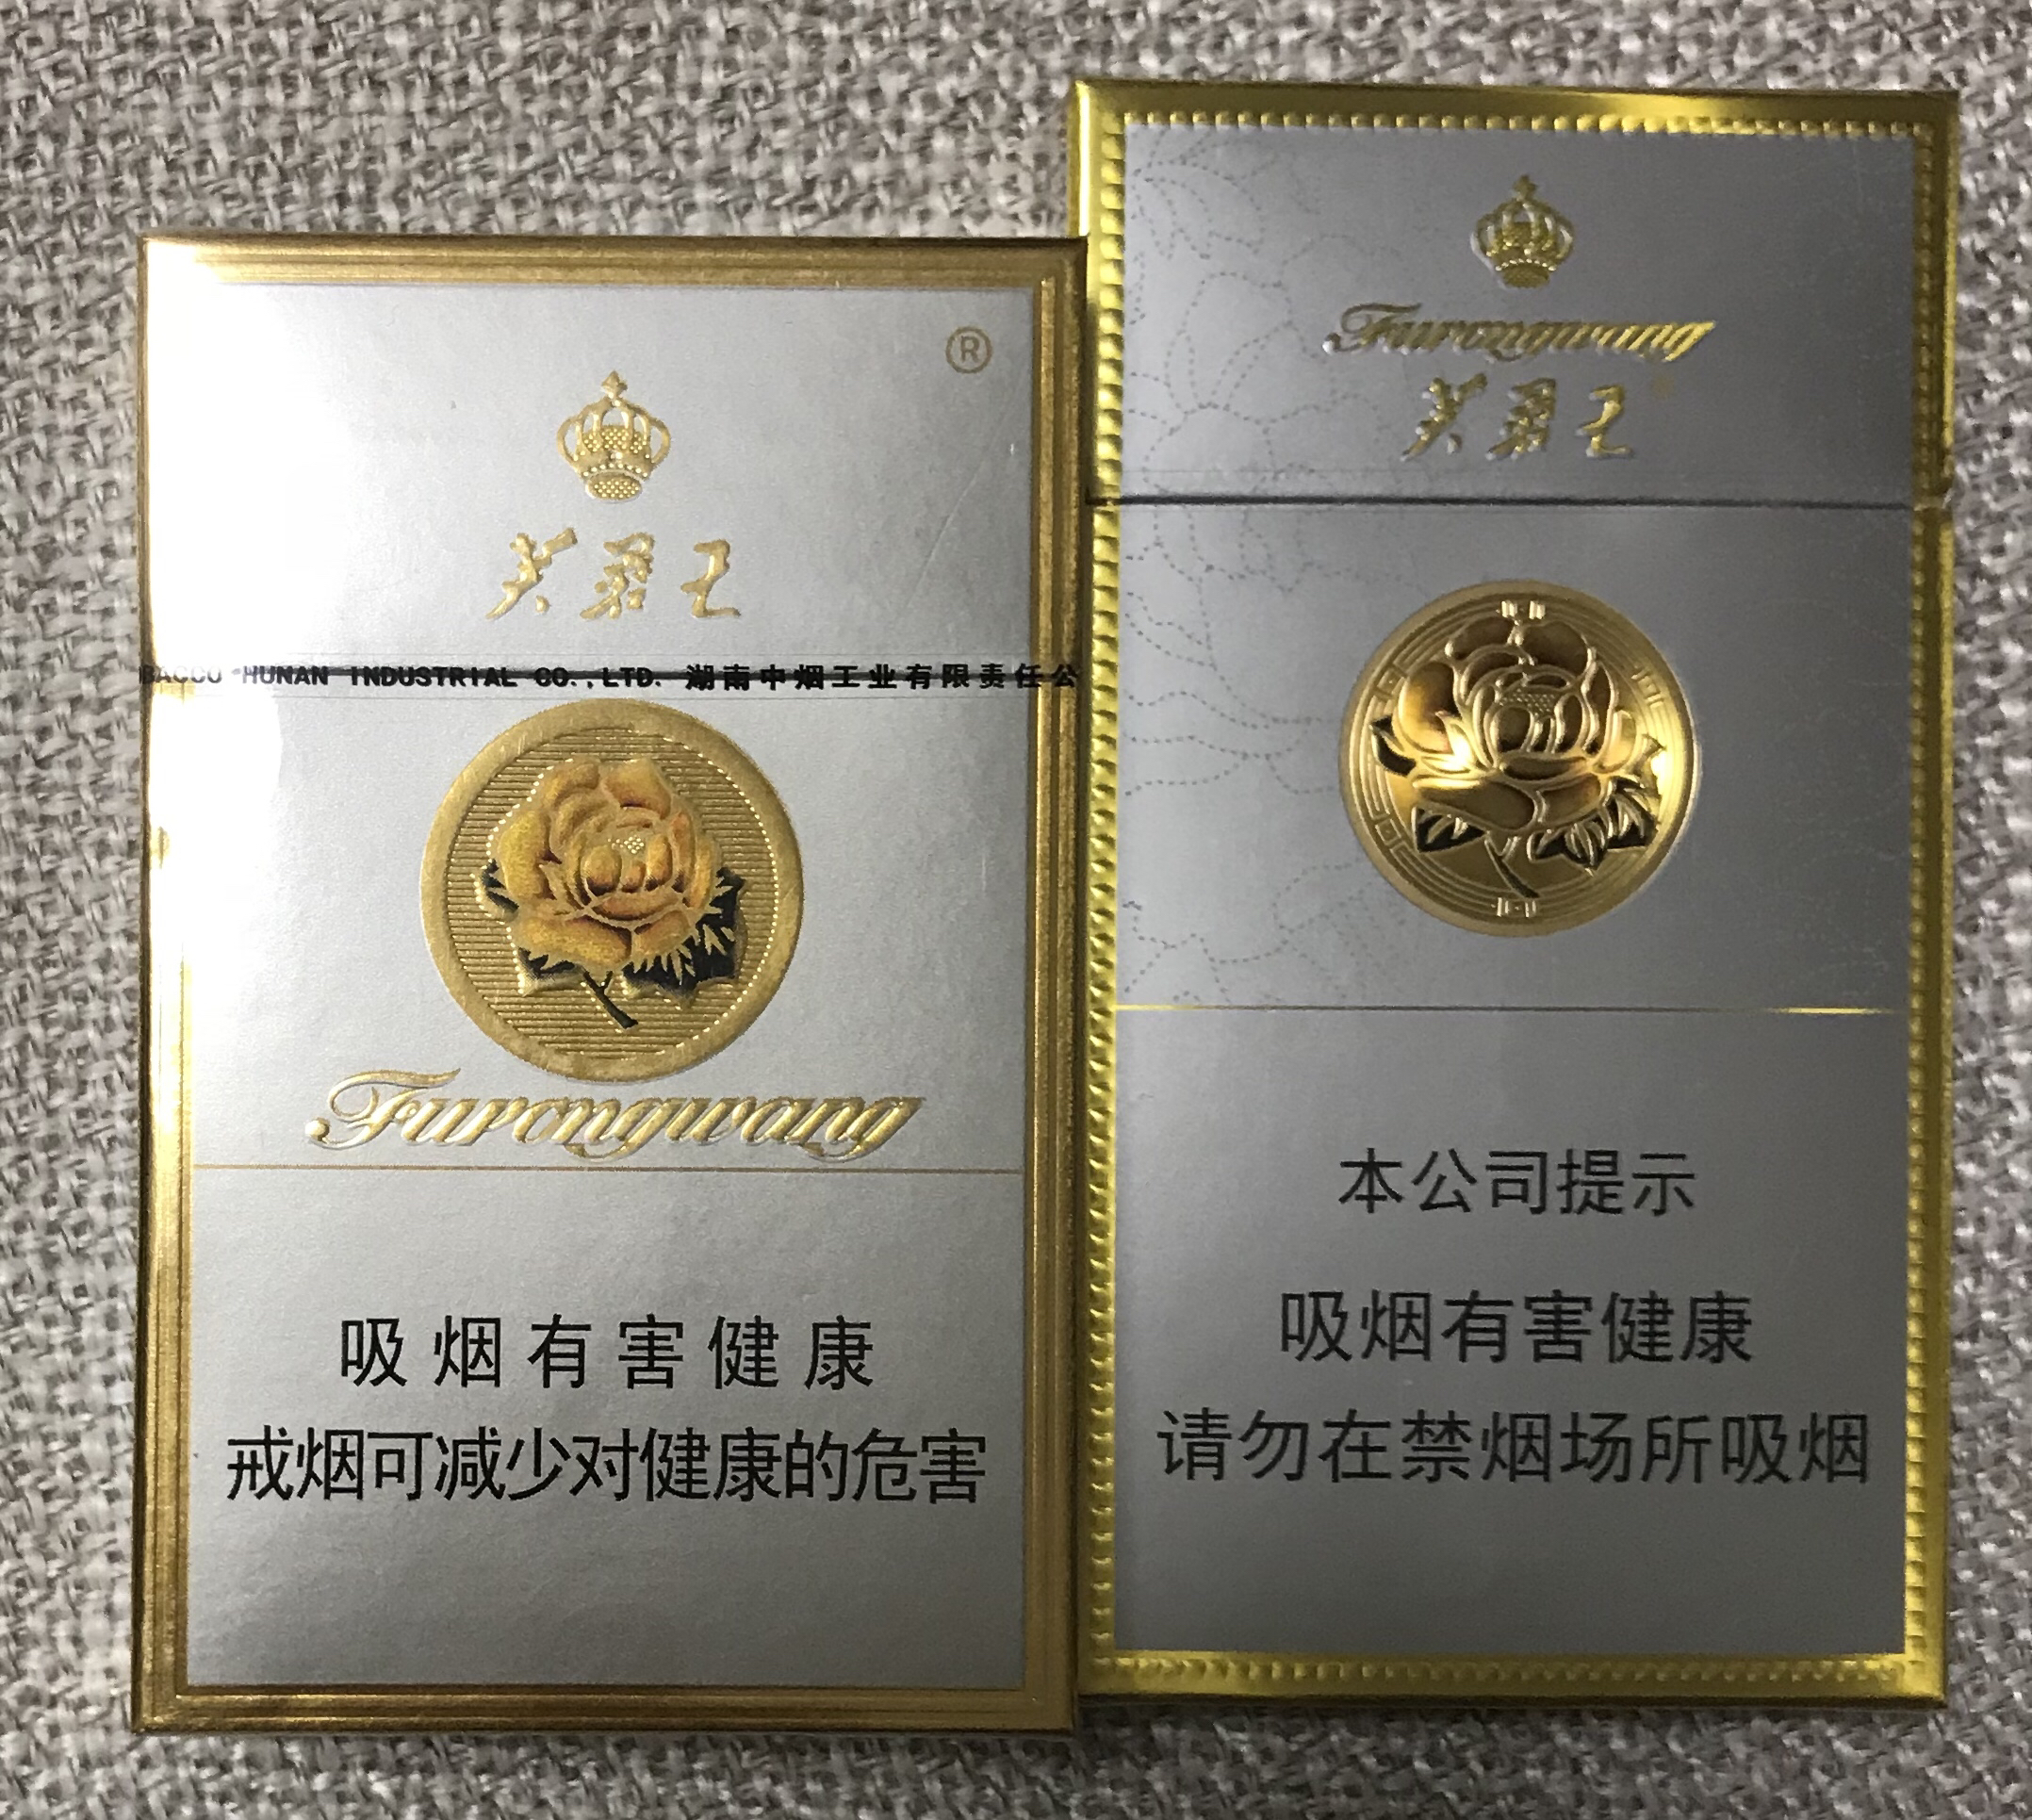 ®
芙蓉王
BACCO HUNAN INDUSTRIAL CO.,LTD. 湖南中烟工业有限责任公
Furongwang
吸烟有害健康
戒烟可减少对健康的危害
Furongwang
芙蓉王
本公司提示
吸烟有害健康
请勿在禁烟场所吸烟